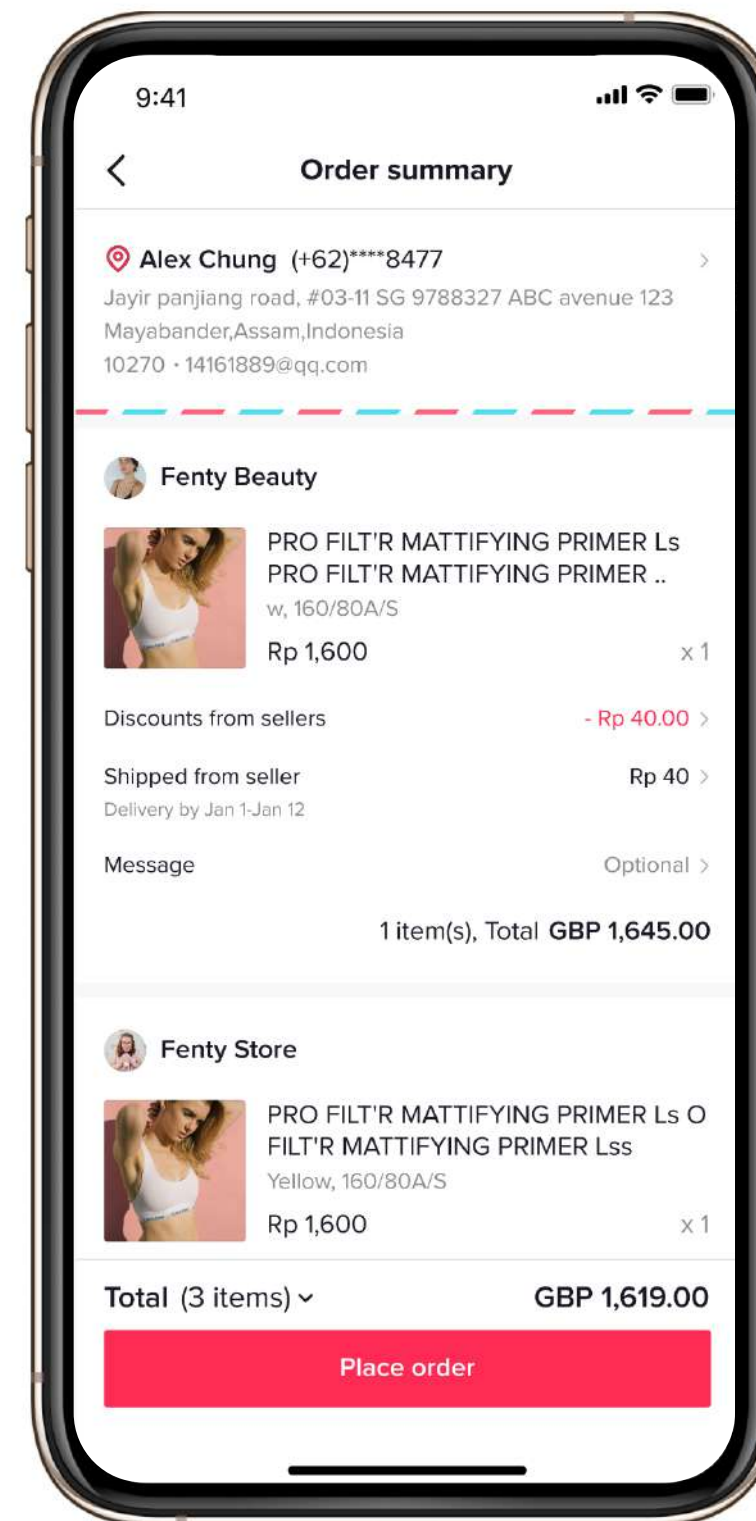 9:41
Order summary
Alex Chung (+62)****8477
Jayir panjiang road, #03-11 SG 9788327 ABC avenue 123
Mayabander,Assam,Indonesia
10270 · 14161889@qq.com
Fenty Beauty
PRO FILT'R MATTIFYING PRIMER Ls
PRO FILT'R MATTIFYING PRIMER ..
w, 160/80A/S
Rp 1,600 x 1
Discounts from sellers - Rp 40.00
Shipped from seller Rp 40
Delivery by Jan 1-Jan 12
Message Optional
1 item(s), Total GBP 1,645.00
Fenty Store
PRO FILT'R MATTIFYING PRIMER Ls O
FILT'R MATTIFYING PRIMER Lss
Yellow, 160/80A/S
Rp 1,600 x 1
Total (3 items) GBP 1,619.00
Place order